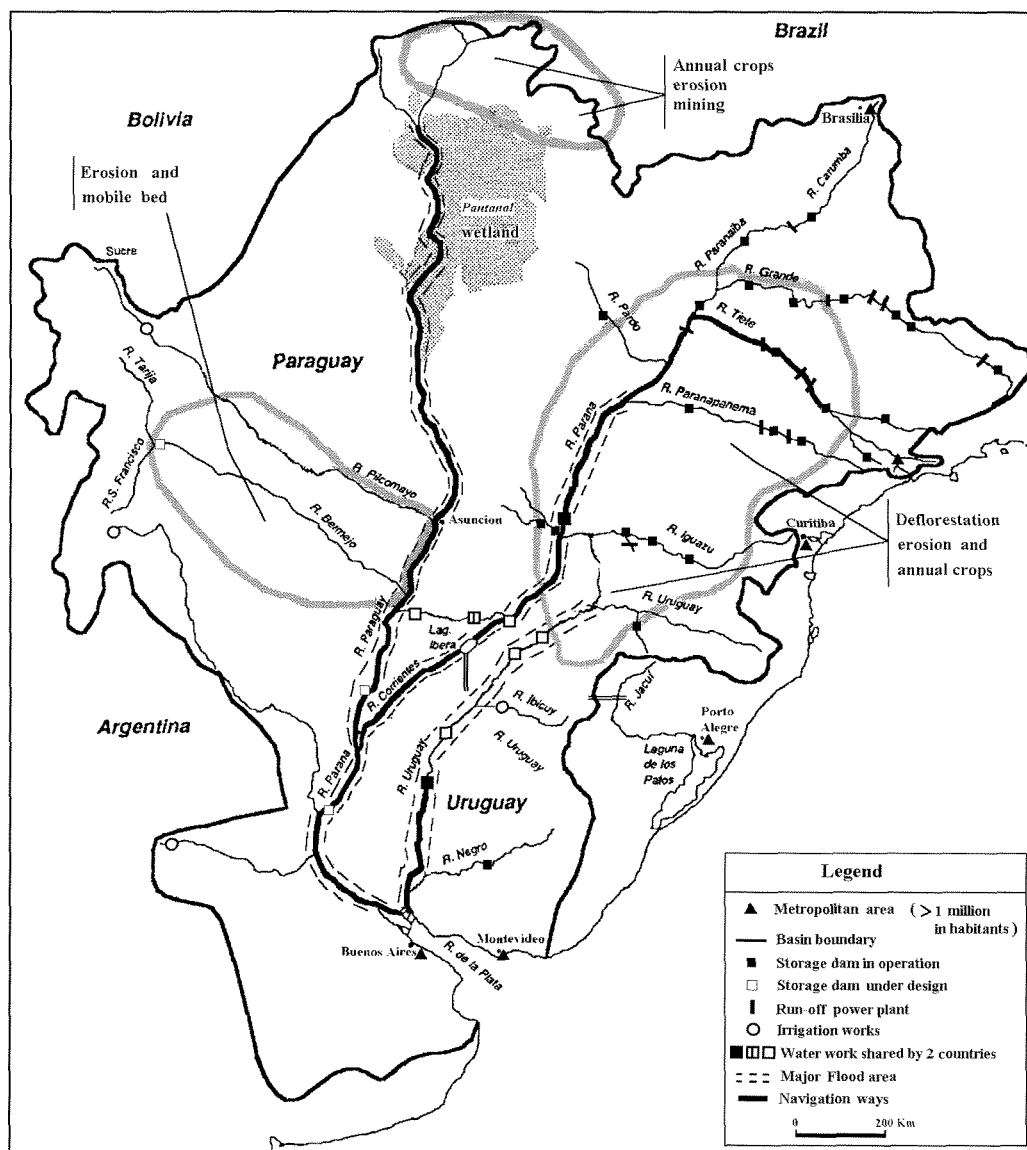 Brazil
Annual crops
erosion
mining
Bolivia
Brasilia
Erosion and
mobile bed
R. Carumba
Pantanal
wetland
R. Paranaiba
Sucre
R. Grande
R. Pardo
R. Tiete
R. Tarija
Paraguay
R. Paranapanema
R. Parana
R.S. Francisco
R. Pilcomayo
Asuncion
R. Bermejo
R. Iguazu
Curitiba
Deflorestation
erosion and
annual crops
R. Uruguay
R. Paraguay
Lag.
Ibera
R. Corrientes
R. Jacuí
R. Ibicuy
Porto
Alegre
Argentina
R. Uruguay
Laguna
de los
Patos
R. Parana
R. Uruguay
Uruguay
R. Negro
Buenos Aires
Montevideo
R. de la Plata
Legend
Metropolitan area ( > 1 million
in habitants )
Basin boundary
Storage dam in operation
Storage dam under design
Run-off power plant
Irrigation works
Water work shared by 2 countries
Major Flood area
Navigation ways
0 200 Km